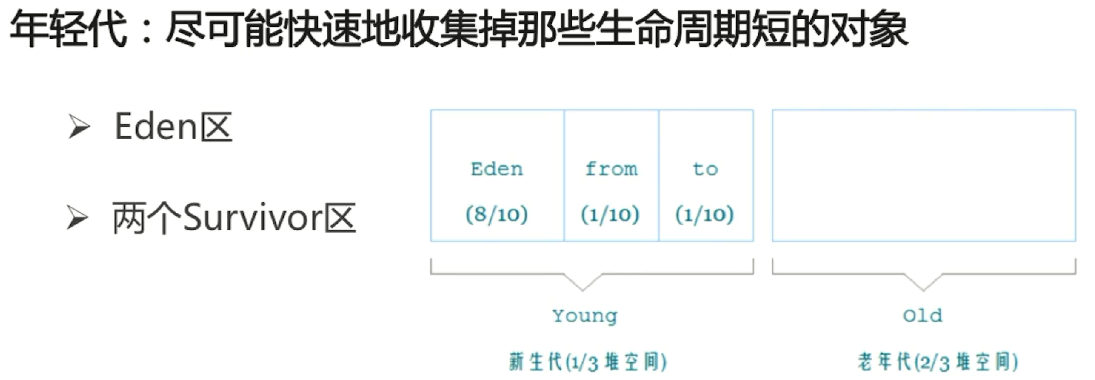 年轻代：尽可能快速地收集掉那些生命周期短的对象
➢ Eden区
➢ 两个Survivor区
Eden from to
(8/10) (1/10) (1/10)
Young Old
新生代(1/3 堆空间) 老年代(2/3 堆空间)